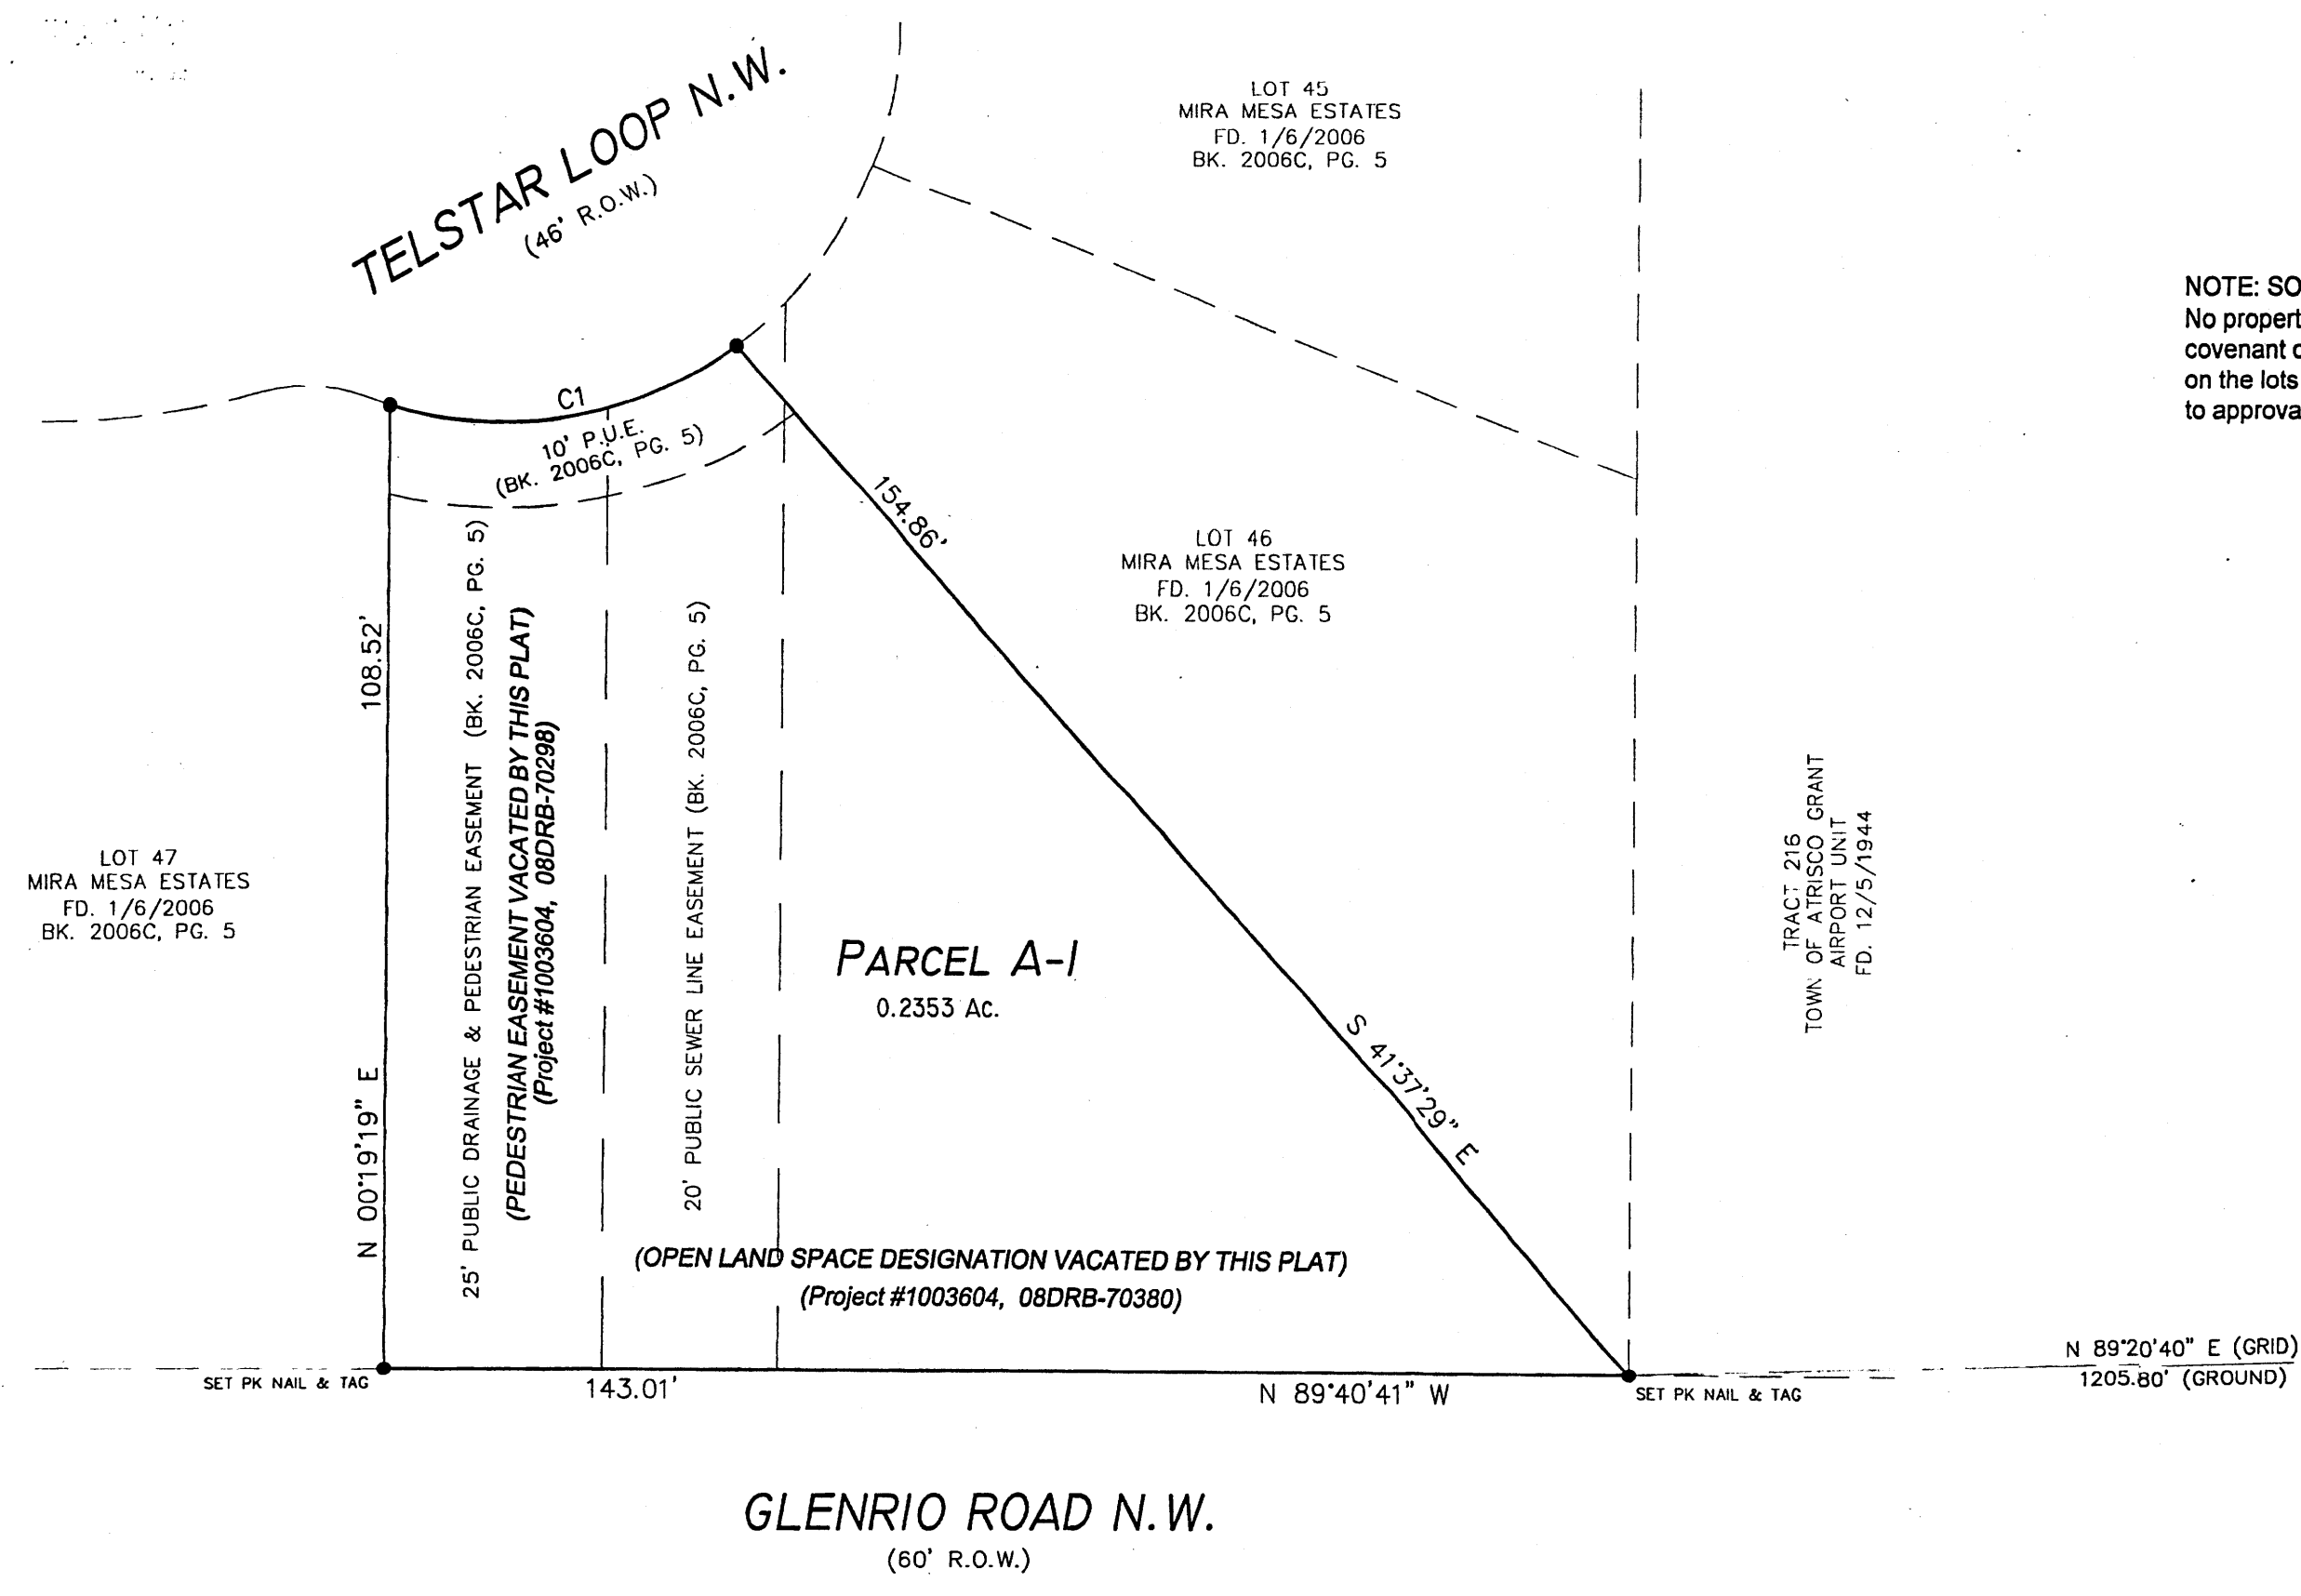 TELSTAR LOOP N.W.
(46' R.O.W.)
LOT 45
MIRA MESA ESTATES
FD. 1/6/2006
BK. 2006C, PG. 5
NOTE: SO
No propert
covenant
on the lots
to approva
C1
10' P.U.E.
(BK. 2006C, PG. 5)
154.86'
LOT 46
MIRA MESA ESTATES
FD. 1/6/2006
BK. 2006C, PG. 5
108.52'
N 00°19'19" E
25' PUBLIC DRAINAGE & PEDESTRIAN EASEMENT (BK. 2006C, PG. 5)
(PEDESTRIAN EASEMENT VACATED BY THIS PLAT)
(Project #1003604, 08DRB-70298)
20' PUBLIC SEWER LINE EASEMENT (BK. 2006C, PG. 5)
LOT 47
MIRA MESA ESTATES
FD. 1/6/2006
BK. 2006C, PG. 5
PARCEL A-1
0.2353 AC.
S 41°37'29" E
TRACT 216
TOWN OF ATRISCO GRANT
AIRPORT UNIT
FD. 12/5/1944
(OPEN LAND SPACE DESIGNATION VACATED BY THIS PLAT)
(Project #1003604, 08DRB-70380)
N 89°20'40" E (GRID)
1205.80' (GROUND)
SET PK NAIL & TAG
143.01'
N 89°40'41" W
SET PK NAIL & TAG
GLENRIO ROAD N.W.
(60' R.O.W.)